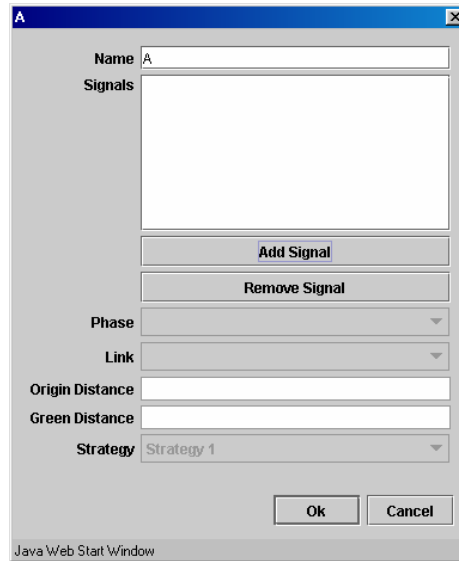 A
Name A
Signals
Add Signal
Remove Signal
Phase
Link
Origin Distance
Green Distance
Strategy Strategy 1
Ok Cancel
Java Web Start Window